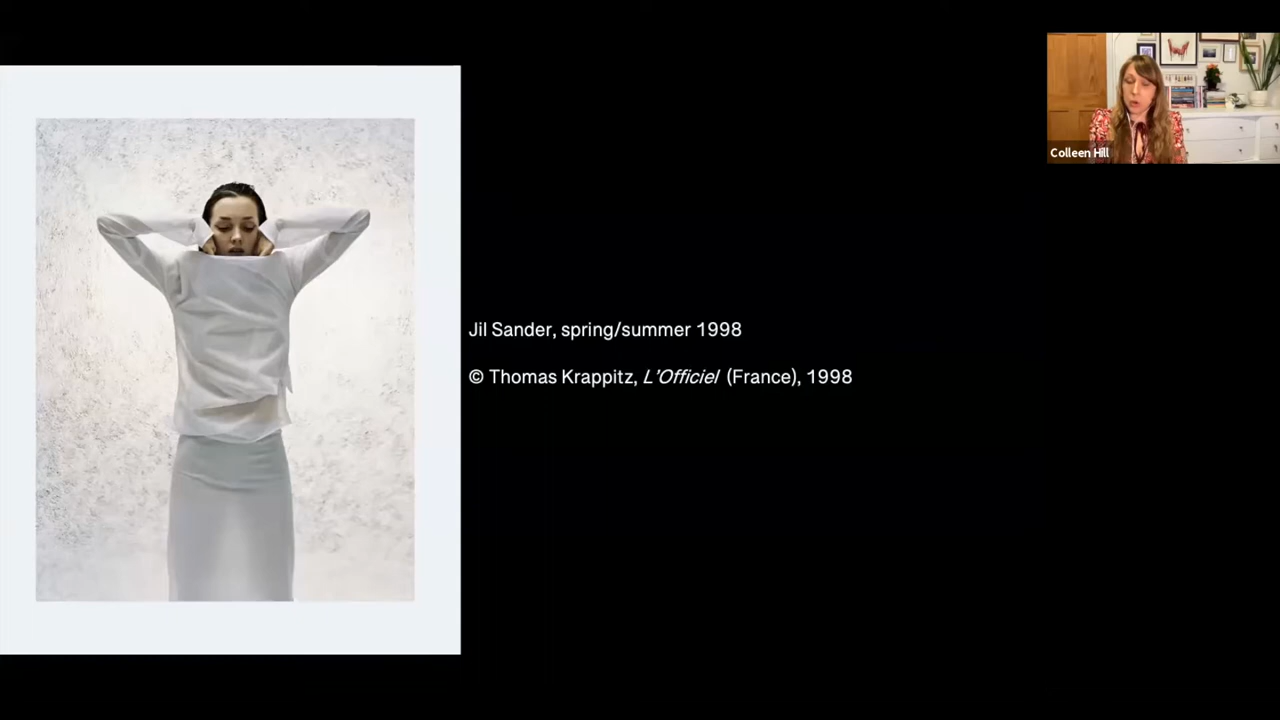 Colleen Hill
Jil Sander, spring/summer 1998
© Thomas Krappitz, L'Officiel (France), 1998